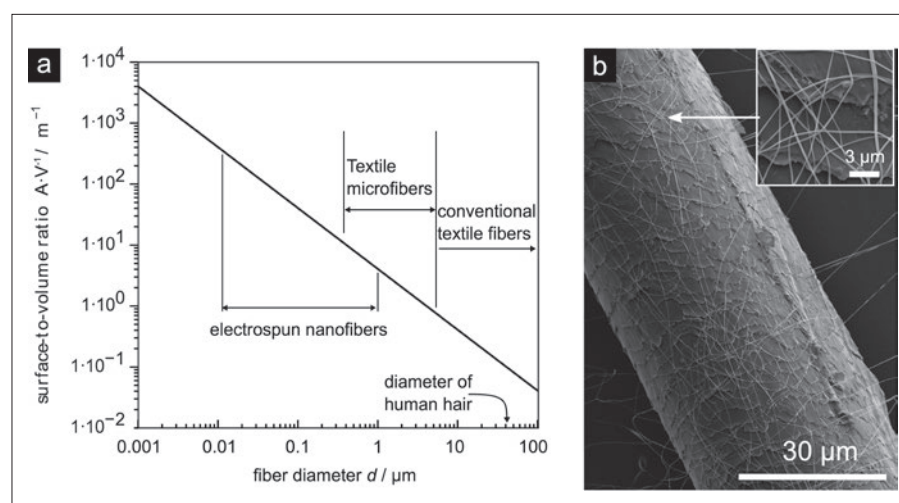 a
surface-to-volume ratio A·V⁻¹ / m⁻¹
1·10⁴
1·10³
1·10²
1·10¹
1·10⁰
1·10⁻¹
1·10⁻²
Textile
microfibers
conventional
textile fibers
electrospun nanofibers
diameter of
human hair
0.001
0.01
0.1
1
10
100
fiber diameter d / µm
b
3 µm
30 µm